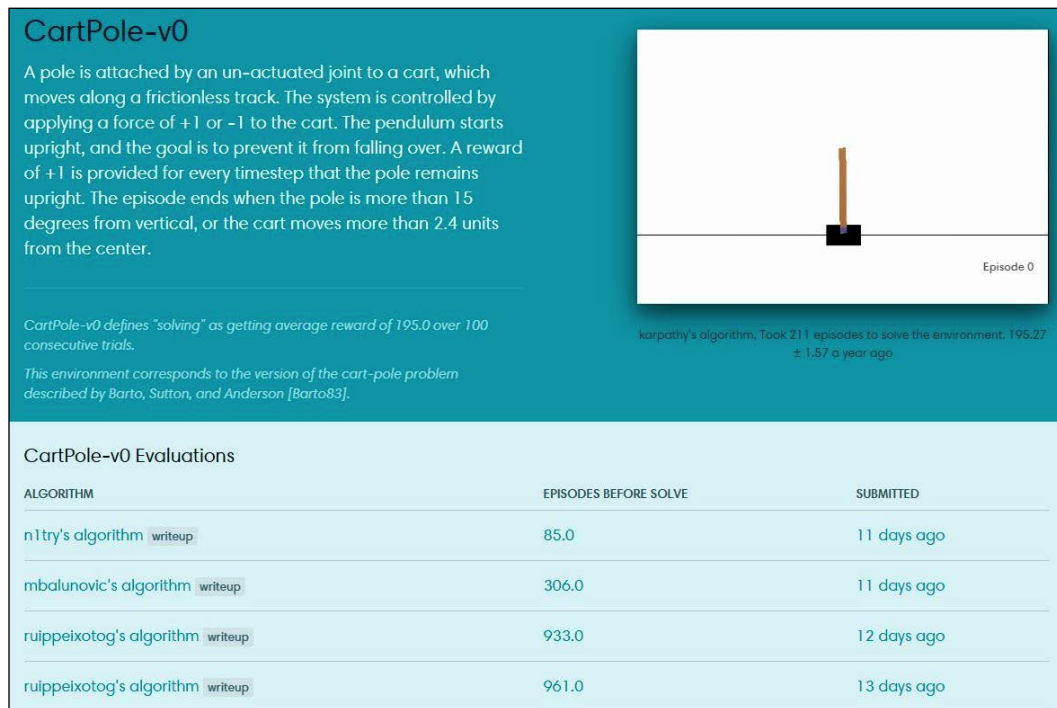 CartPole-v0
A pole is attached by an un-actuated joint to a cart, which
moves along a frictionless track. The system is controlled by
applying a force of +1 or -1 to the cart. The pendulum starts
upright, and the goal is to prevent it from falling over. A reward
of +1 is provided for every timestep that the pole remains
upright. The episode ends when the pole is more than 15
degrees from vertical, or the cart moves more than 2.4 units
from the center.
CartPole-v0 defines "solving" as getting average reward of 195.0 over 100
consecutive trials.
This environment corresponds to the version of the cart-pole problem
described by Barto, Sutton, and Anderson [Barto83].
Episode 0
karpathy's algorithm, Took 211 episodes to solve the environment. 195.27
± 1.57 a year ago
CartPole-v0 Evaluations
ALGORITHM EPISODES BEFORE SOLVE SUBMITTED
n1try's algorithm writeup 85.0 11 days ago
mbalunovic's algorithm writeup 306.0 11 days ago
ruippeixotog's algorithm writeup 933.0 12 days ago
ruippeixotog's algorithm writeup 961.0 13 days ago